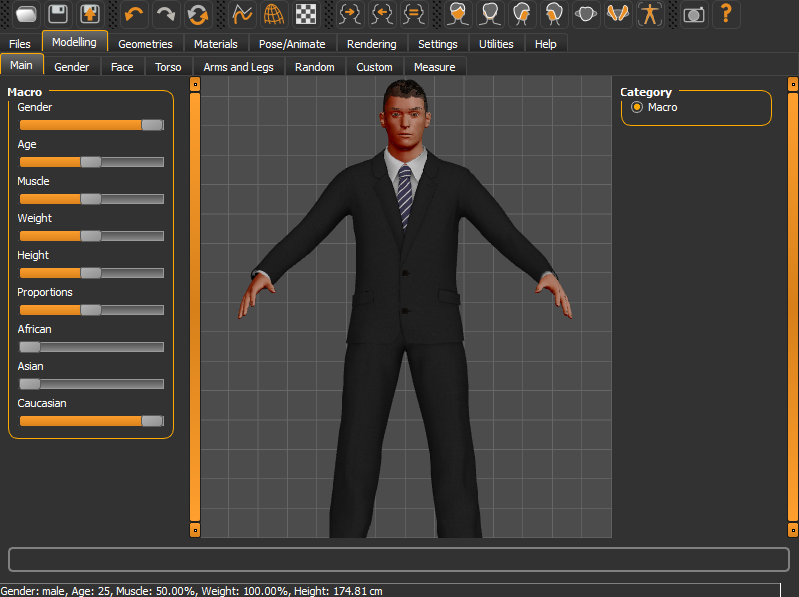 Files Modelling Geometries Materials Pose/Animate Rendering Settings Utilities Help
Main Gender Face Torso Arms and Legs Random Custom Measure
Macro
Gender
Age
Muscle
Weight
Height
Proportions
African
Asian
Caucasian
Category
Macro
Gender: male, Age: 25, Muscle: 50.00%, Weight: 100.00%, Height: 174.81 cm